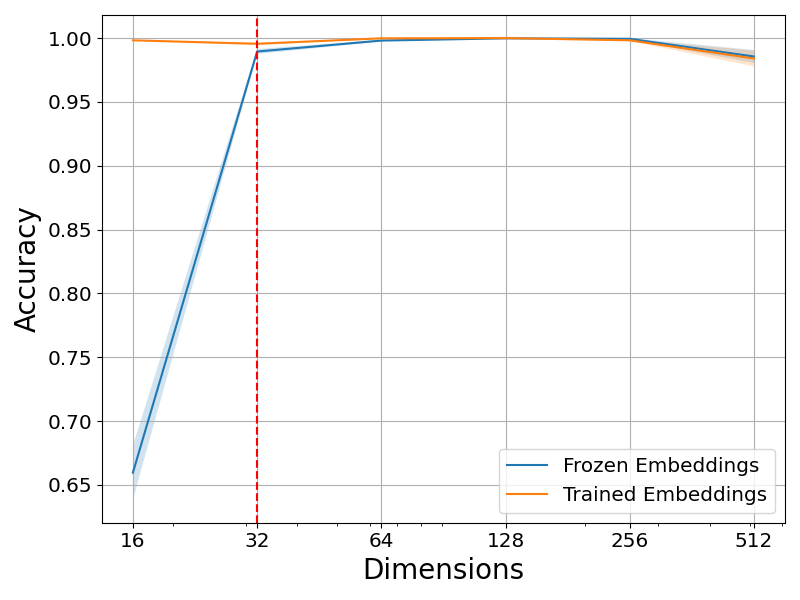 1.00
0.95
0.90
0.85
0.80
0.75
0.70
0.65
Accuracy
Frozen Embeddings
Trained Embeddings
16 32 64 128 256 512
Dimensions